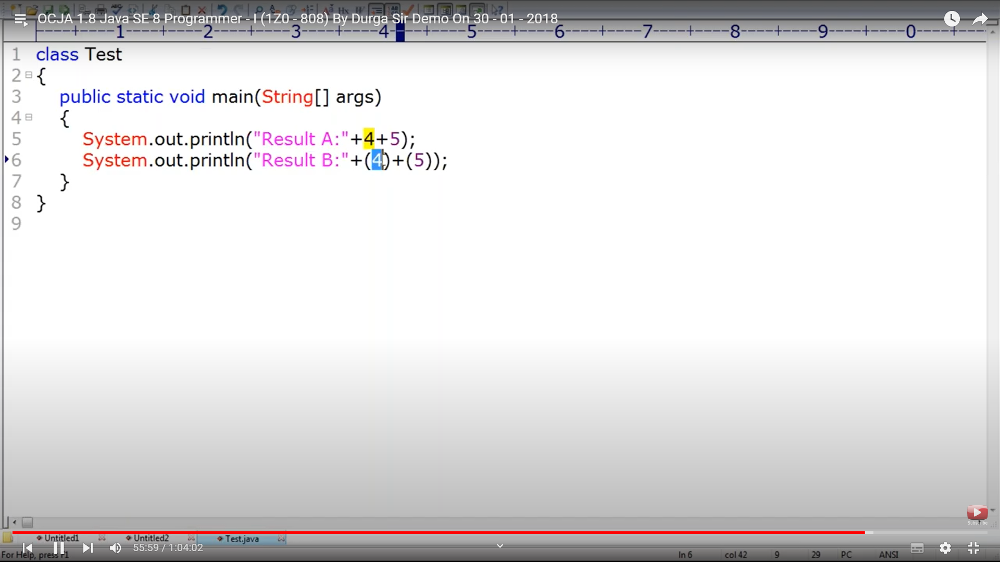 OCJA 1.8 Java SE 8 Programmer - I (1Z0 - 808) By Durga Sir Demo On 30 - 01 - 2018
----+----1----+----2----+----3----+----4----+----5----+----6----+----7----+----8----+----9----+----0----+----
1 class Test
2 {
3 public static void main(String[] args)
4 {
5 System.out.println("Result A:"+4+5);
6 System.out.println("Result B:"+(4)+(5));
7 }
8 }
9
Subscribe
Untitled1 Untitled2 Test.java
55:59 / 1:04:02
For Help, press F1 ln 6 col 42 9 29 PC ANSI